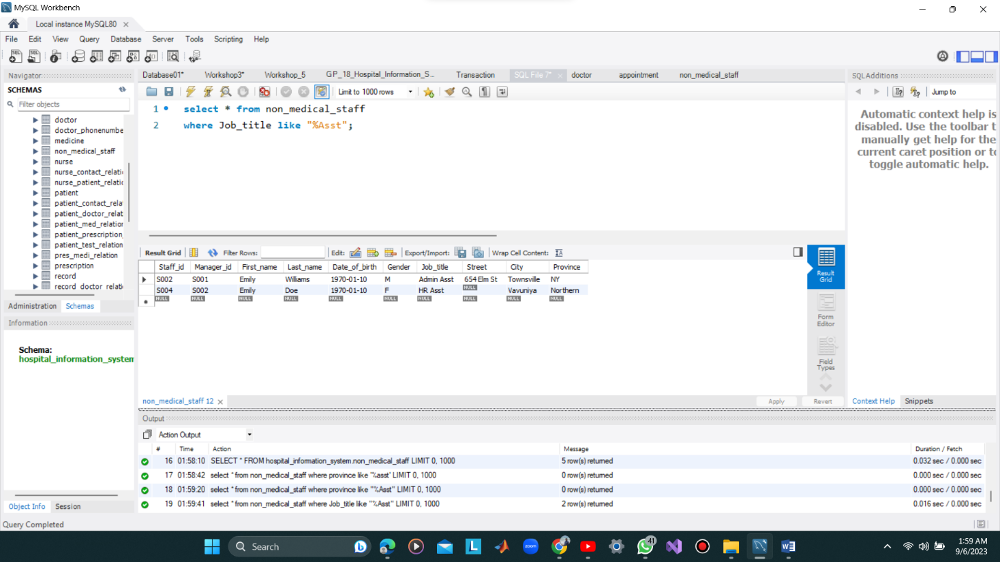 MySQL Workbench
Local instance MySQL80
File Edit View Query Database Server Tools Scripting Help
Navigator
SCHEMAS
Filter objects
doctor
doctor_phonenumbe
medicine
non_medical_staff
nurse
nurse_contact_relati
nurse_patient_relatic
patient
patient_contact_rela
patient_doctor_relat
patient_med_relation
patient_prescription_
patient_test_relation
pres_medi_relation
prescription
record
record_doctor_relati
Administration Schemas
Information
Schema:
hospital_information_system
Object Info Session
Query Completed
Database01* Workshop3* Workshop_5 GP_18_Hospital_Information_S... Transaction SQL File 7* doctor appointment non_medical_staff
Limit to 1000 rows
1 select * from non_medical_staff
2 where Job_title like "%Asst";
Result Grid Filter Rows: Edit: Export/Import: Wrap Cell Content:
Staff_id Manager_id First_name Last_name Date_of_birth Gender Job_title Street City Province
S002 S001 Emily Williams 1970-01-10 M Admin Asst 654 Elm St Townsville NY
S004 S002 Emily Doe 1970-01-10 F HR Asst NULL Vavuniya Northern
NULL NULL NULL NULL NULL NULL NULL NULL NULL NULL
Result
Grid
Form
Editor
Field
Types
non_medical_staff 12
Apply Revert
SQLAdditions
Jump to
Automatic context help is
disabled. Use the toolbar t
manually get help for the
current caret position or to
toggle automatic help.
Context Help Snippets
Output
Action Output
# Time Action Message Duration / Fetch
16 01:58:10 SELECT * FROM hospital_information_system.non_medical_staff LIMIT 0, 1000 5 row(s) returned 0.032 sec / 0.000 sec
17 01:58:42 select * from non_medical_staff where province like "%asst' LIMIT 0, 1000 0 row(s) returned 0.000 sec / 0.000 sec
18 01:59:20 select * from non_medical_staff where province like "%Asst" LIMIT 0, 1000 0 row(s) returned 0.000 sec / 0.000 sec
19 01:59:41 select * from non_medical_staff where Job_title like "%Asst" LIMIT 0, 1000 2 row(s) returned 0.016 sec / 0.000 sec
Search
zoom
41
1:59 AM
9/6/2023